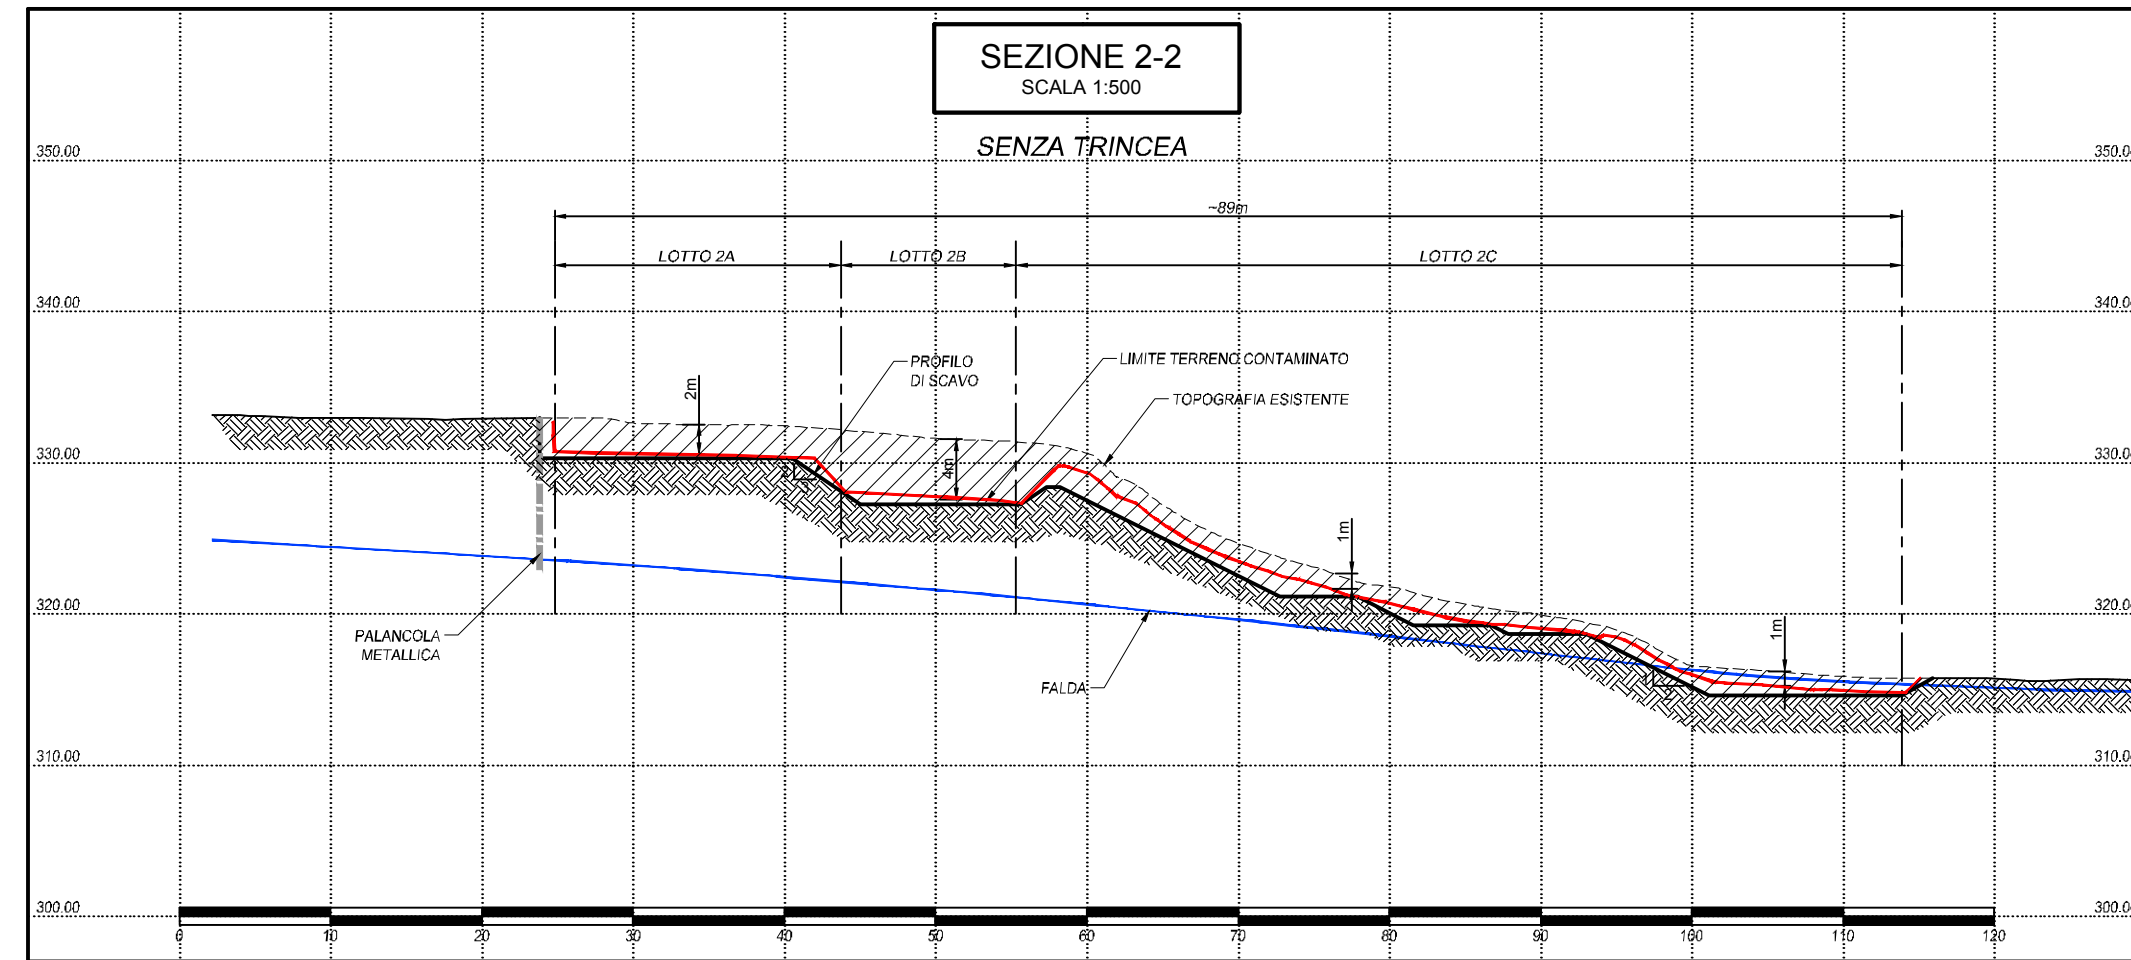 SEZIONE 2-2
SCALA 1:500
SENZA TRINCEA
350.00
350.0
~89m
LOTTO 2A
LOTTO 2B
LOTTO 2C
340.00
340.0
PROFILO
DI SCAVO
LIMITE TERRENO CONTAMINATO
TOPOGRAFIA ESISTENTE
2m
4m
330.00
330.0
1m
320.00
320.0
1m
PALANCOLA
METALLICA
FALDA
310.00
310.0
300.00
300.0
0 10 20 30 40 50 60 70 80 90 100 110 120